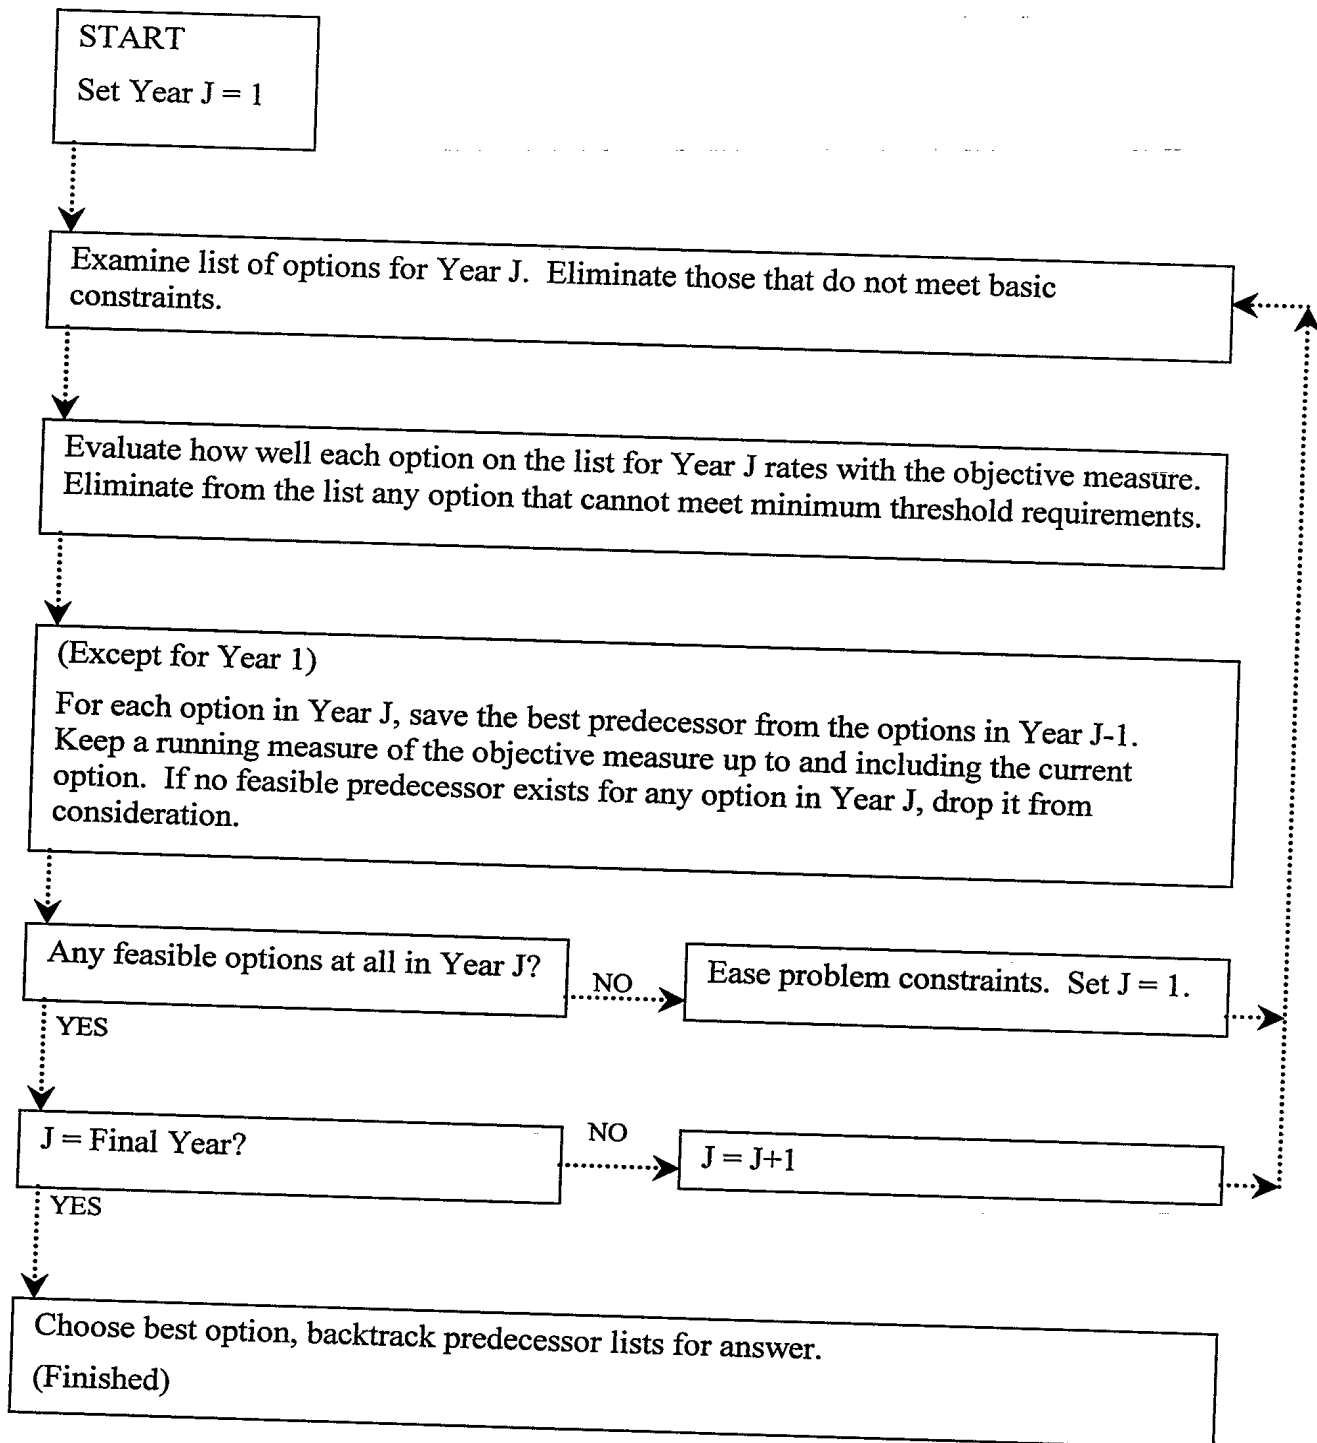 START
Set Year J = 1
Examine list of options for Year J. Eliminate those that do not meet basic
constraints.
Evaluate how well each option on the list for Year J rates with the objective measure.
Eliminate from the list any option that cannot meet minimum threshold requirements.
(Except for Year 1)
For each option in Year J, save the best predecessor from the options in Year J-1.
Keep a running measure of the objective measure up to and including the current
option. If no feasible predecessor exists for any option in Year J, drop it from
consideration.
Any feasible options at all in Year J?
NO
Ease problem constraints. Set J = 1.
YES
J = Final Year?
NO
J = J+1
YES
Choose best option, backtrack predecessor lists for answer.
(Finished)